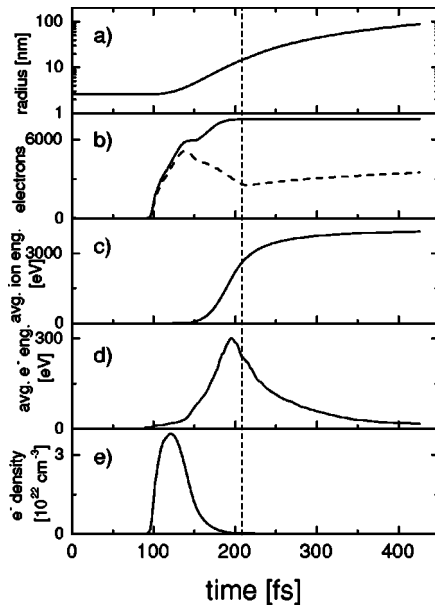 100
10
1
radius [nm]
a)
6000
0
electrons
b)
3000
0
avg. ion eng.
[eV]
c)
300
0
avg. e⁻ eng.
[eV]
d)
3
0
e⁻ density
[10²² cm⁻³]
e)
0 100 200 300 400
time [fs]